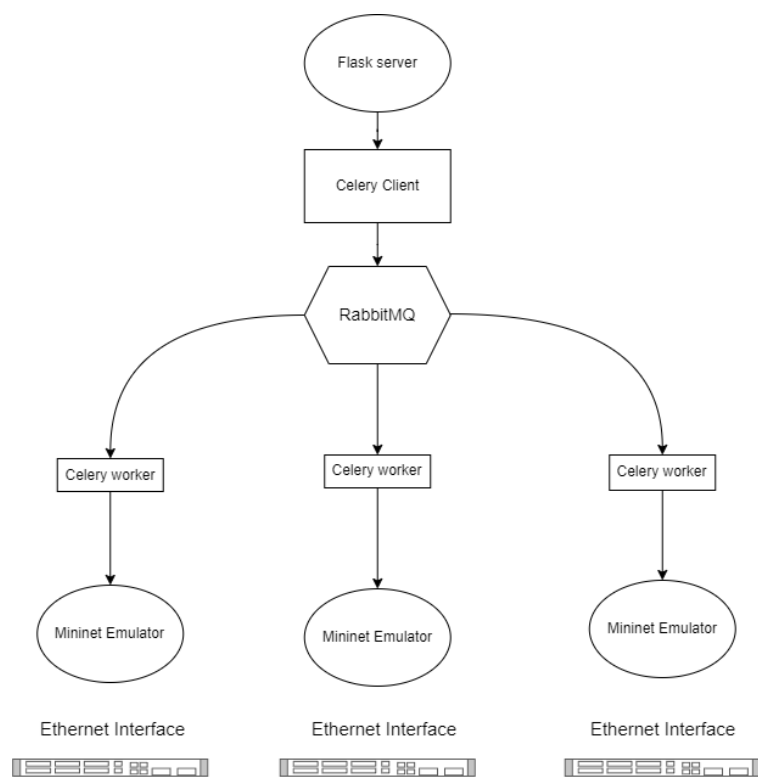 Flask server
Celery Client
RabbitMQ
Celery worker
Celery worker
Celery worker
Mininet Emulator
Mininet Emulator
Mininet Emulator
Ethernet Interface
Ethernet Interface
Ethernet Interface